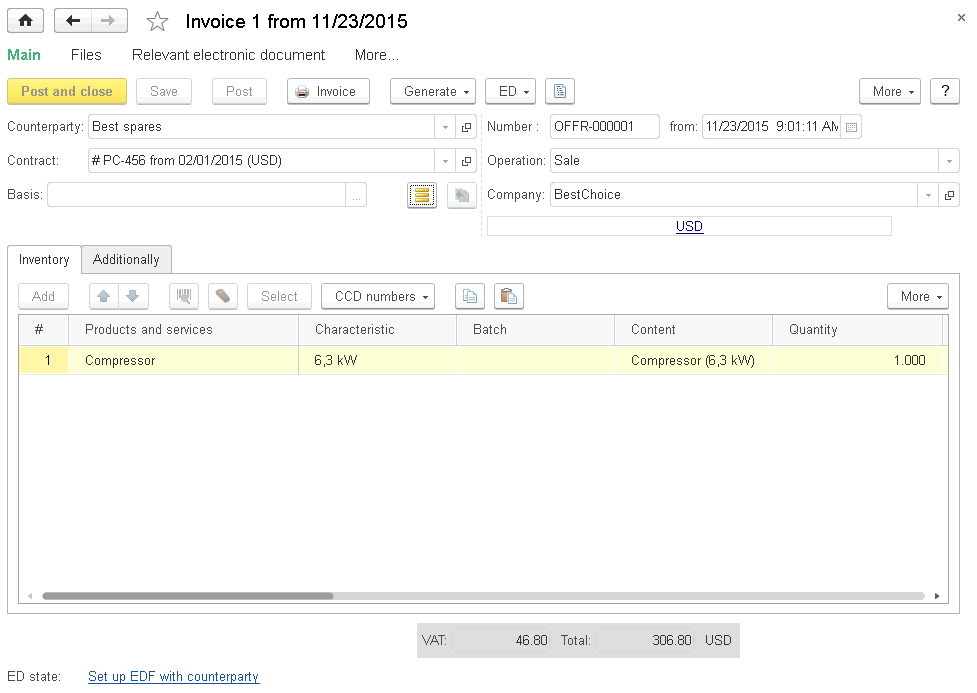 Invoice 1 from 11/23/2015
Main Files Relevant electronic document More...
Post and close Save Post Invoice Generate ED More ?
Counterparty: Best spares Number : OFFR-000001 from: 11/23/2015 9:01:11 AM
Contract: # PC-456 from 02/01/2015 (USD) Operation: Sale
Basis: ... Company: BestChoice
USD
Inventory Additionally
Add Select CCD numbers More
# Products and services Characteristic Batch Content Quantity
1 Compressor 6,3 kW Compressor (6,3 kW) 1.000
VAT: 46.80 Total: 306.80 USD
ED state: Set up EDF with counterparty